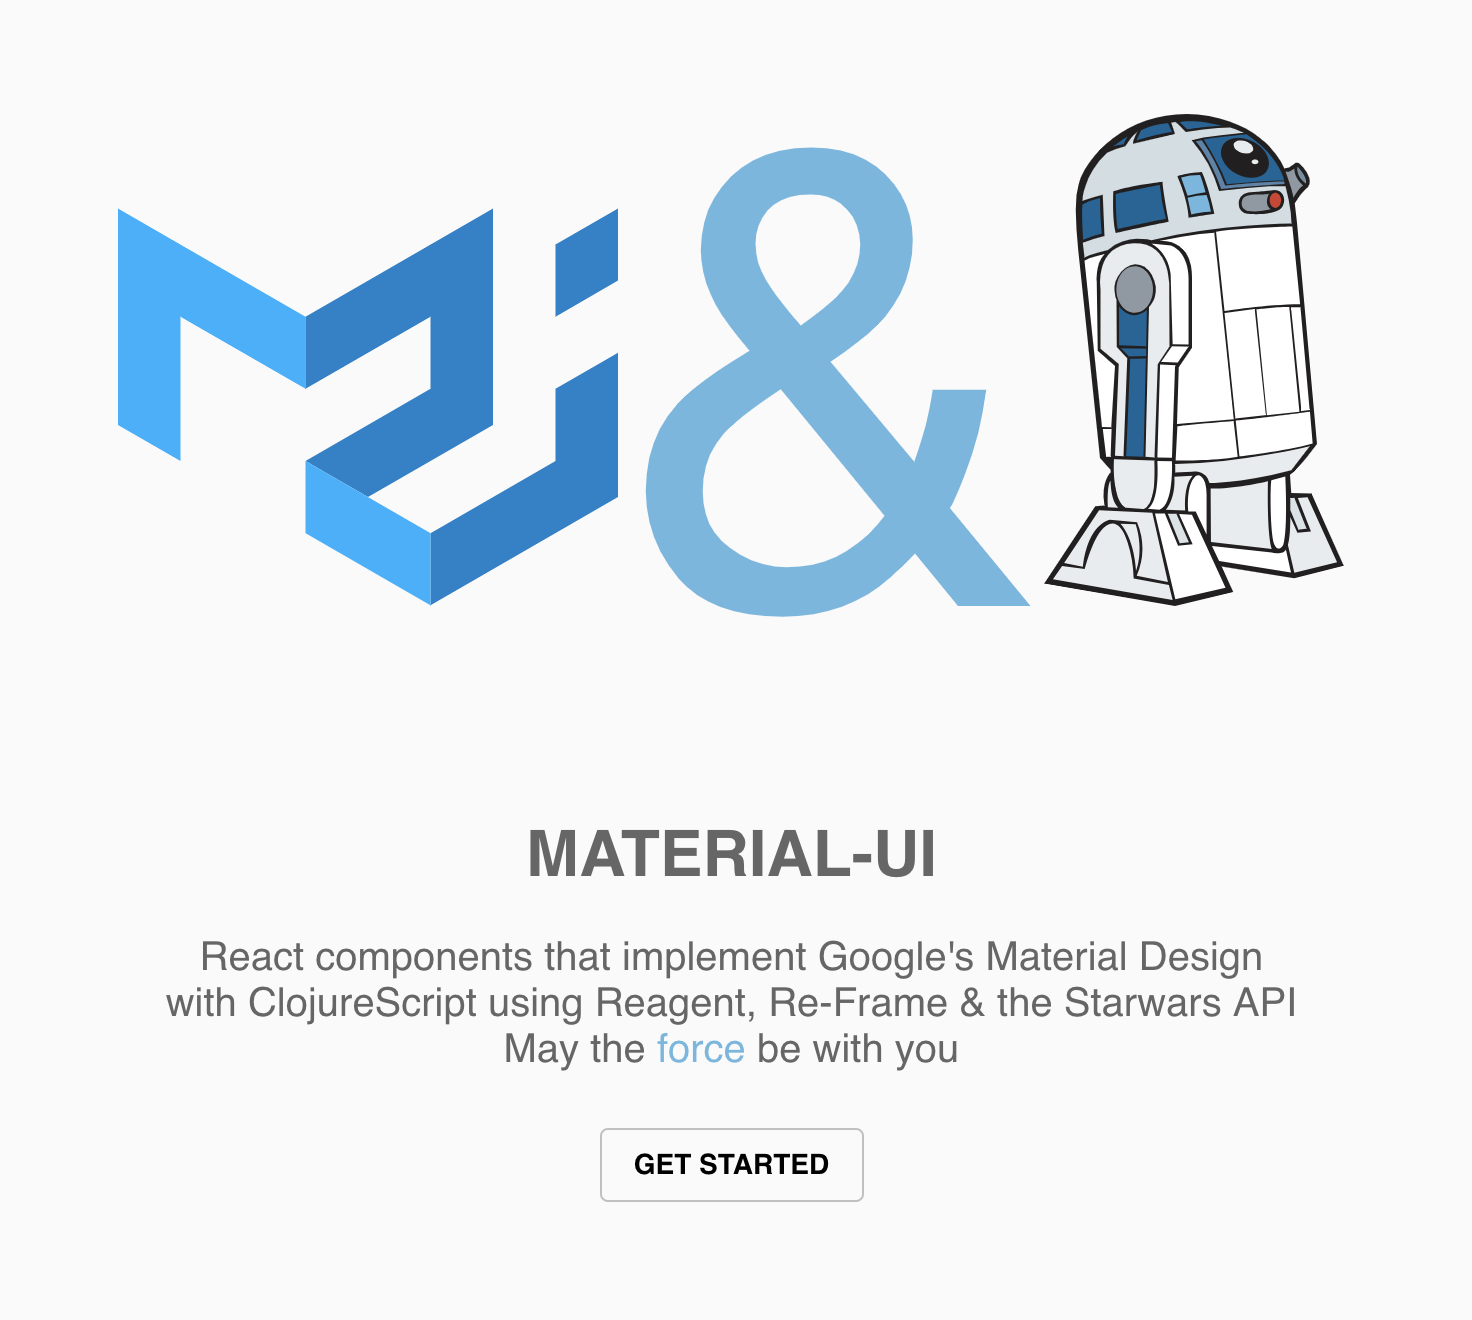 &
MATERIAL-UI
React components that implement Google's Material Design
with ClojureScript using Reagent, Re-Frame & the Starwars API
May the force be with you
GET STARTED